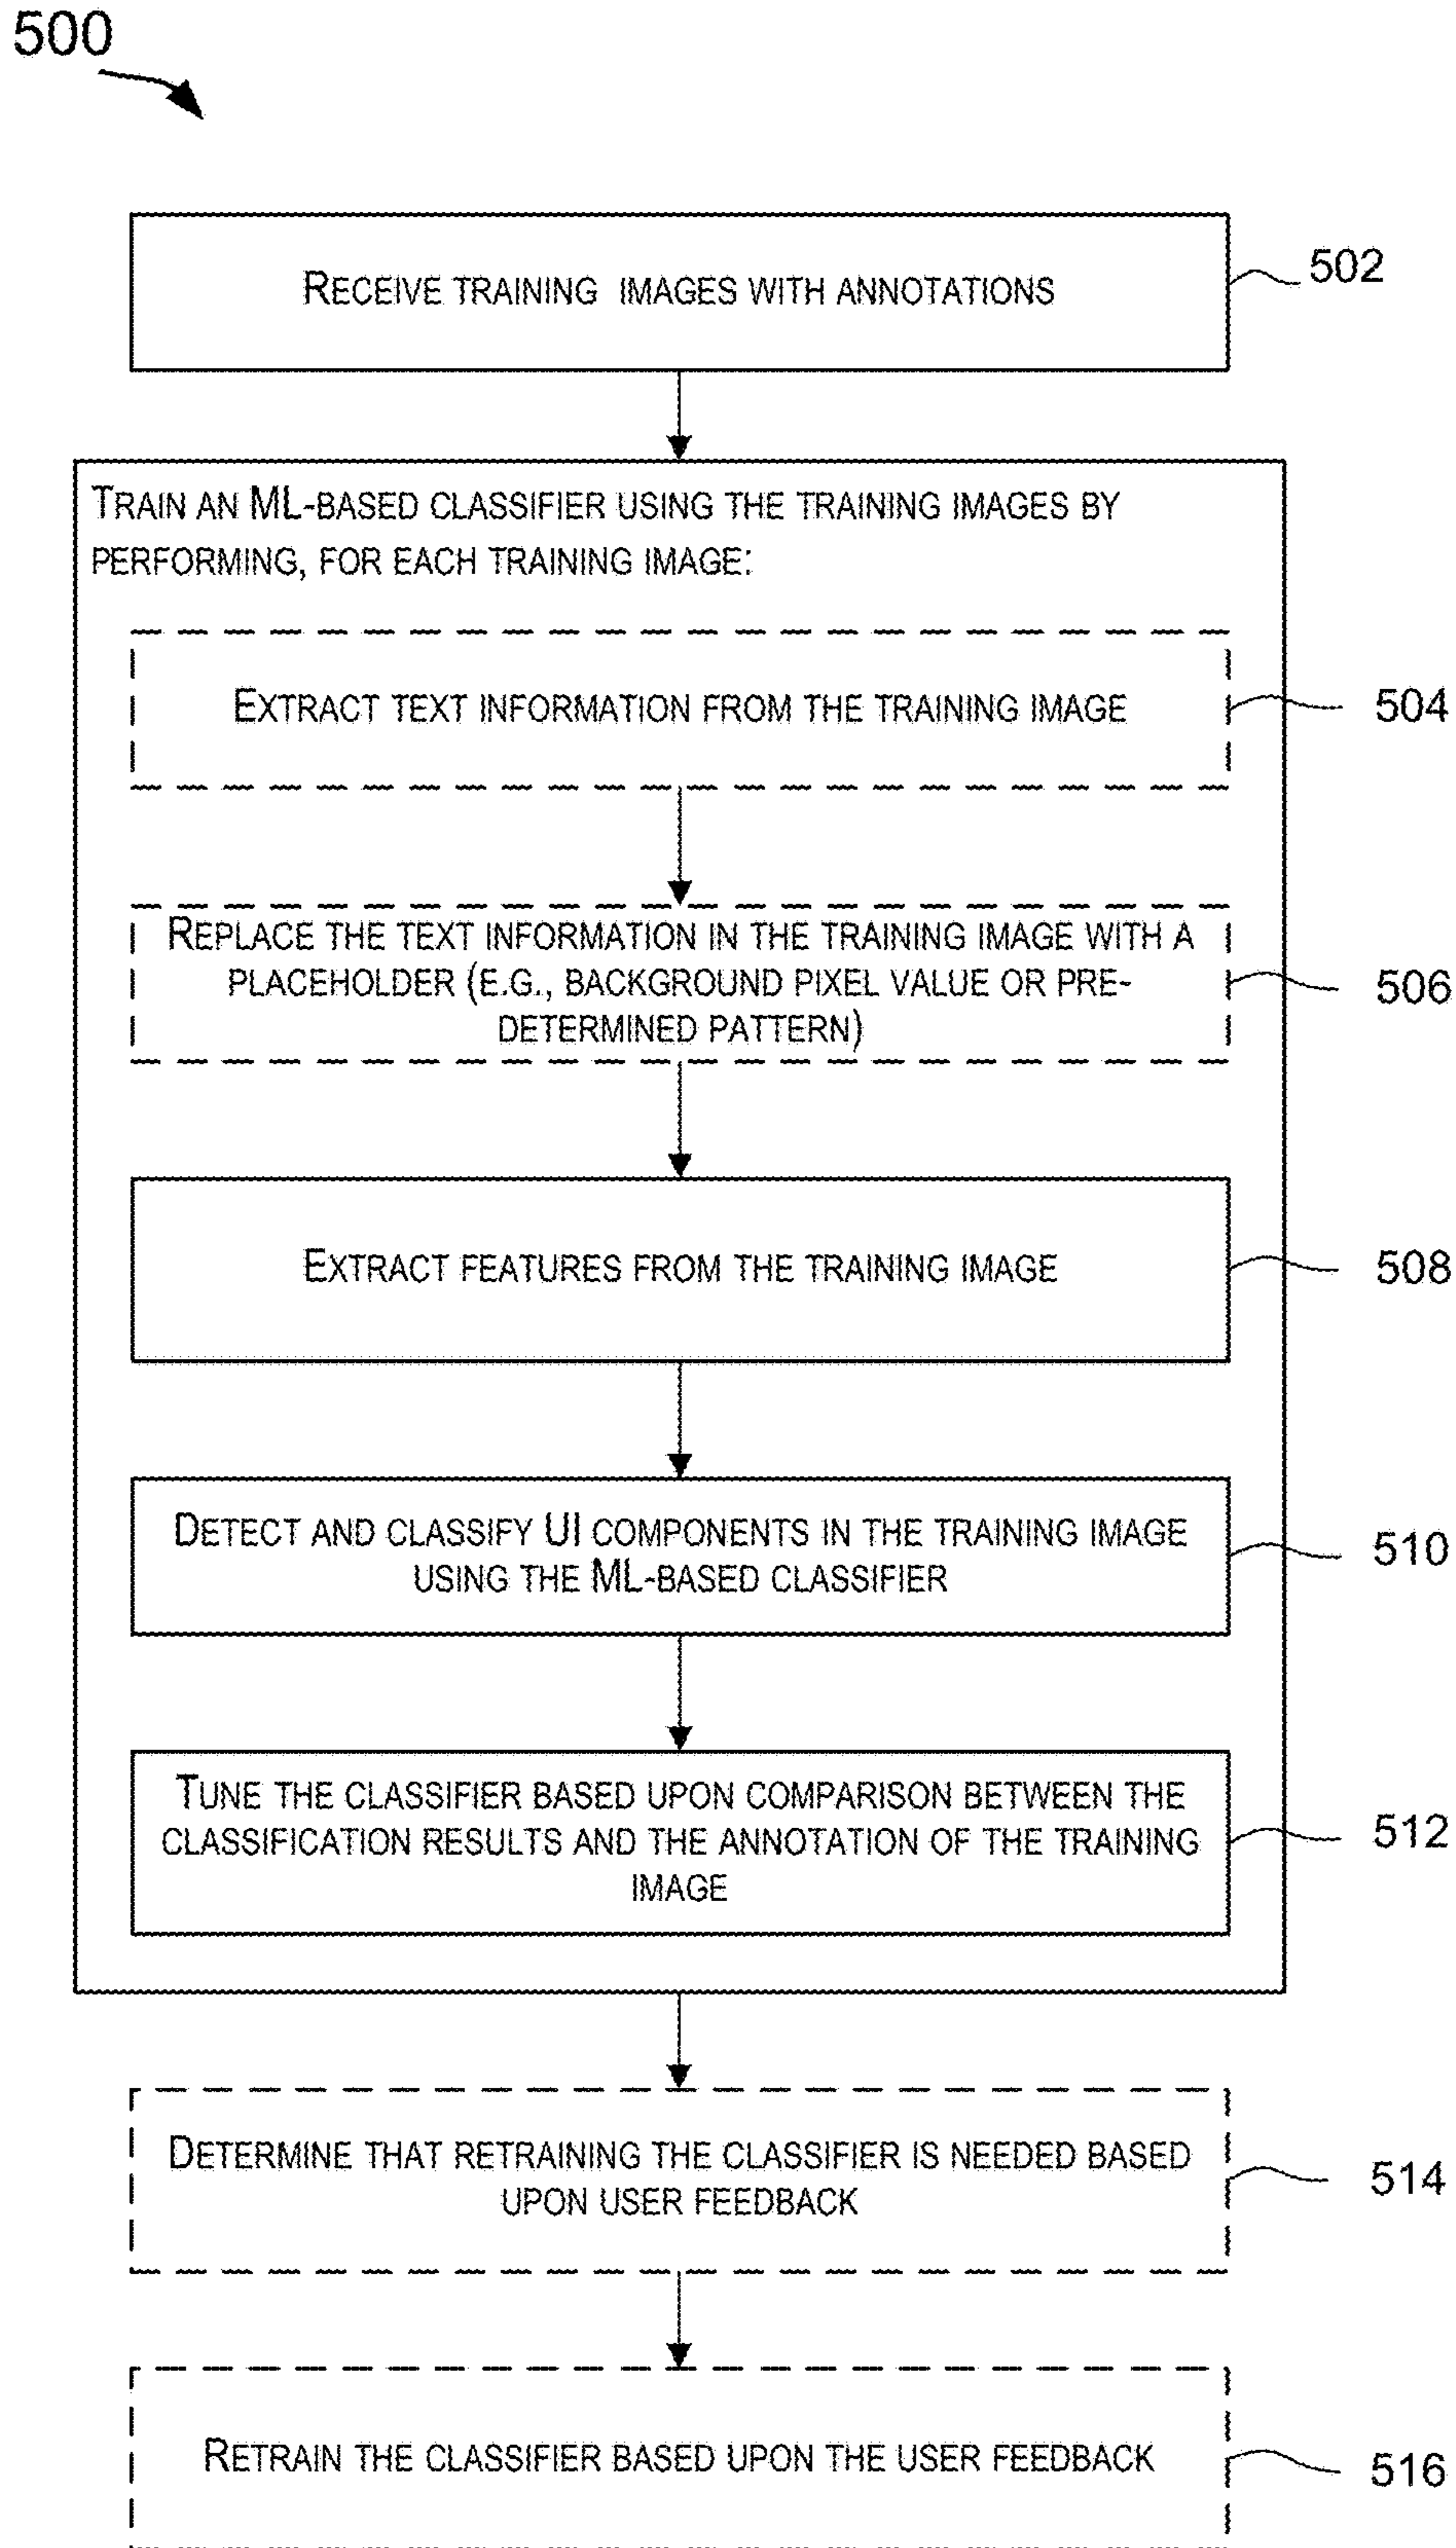 500
RECEIVE TRAINING IMAGES WITH ANNOTATIONS
502
TRAIN AN ML-BASED CLASSIFIER USING THE TRAINING IMAGES BY
PERFORMING, FOR EACH TRAINING IMAGE:
EXTRACT TEXT INFORMATION FROM THE TRAINING IMAGE
504
REPLACE THE TEXT INFORMATION IN THE TRAINING IMAGE WITH A
PLACEHOLDER (E.G., BACKGROUND PIXEL VALUE OR PRE-
DETERMINED PATTERN)
506
EXTRACT FEATURES FROM THE TRAINING IMAGE
508
DETECT AND CLASSIFY UI COMPONENTS IN THE TRAINING IMAGE
USING THE ML-BASED CLASSIFIER
510
TUNE THE CLASSIFIER BASED UPON COMPARISON BETWEEN THE
CLASSIFICATION RESULTS AND THE ANNOTATION OF THE TRAINING
IMAGE
512
DETERMINE THAT RETRAINING THE CLASSIFIER IS NEEDED BASED
UPON USER FEEDBACK
514
RETRAIN THE CLASSIFIER BASED UPON THE USER FEEDBACK
516